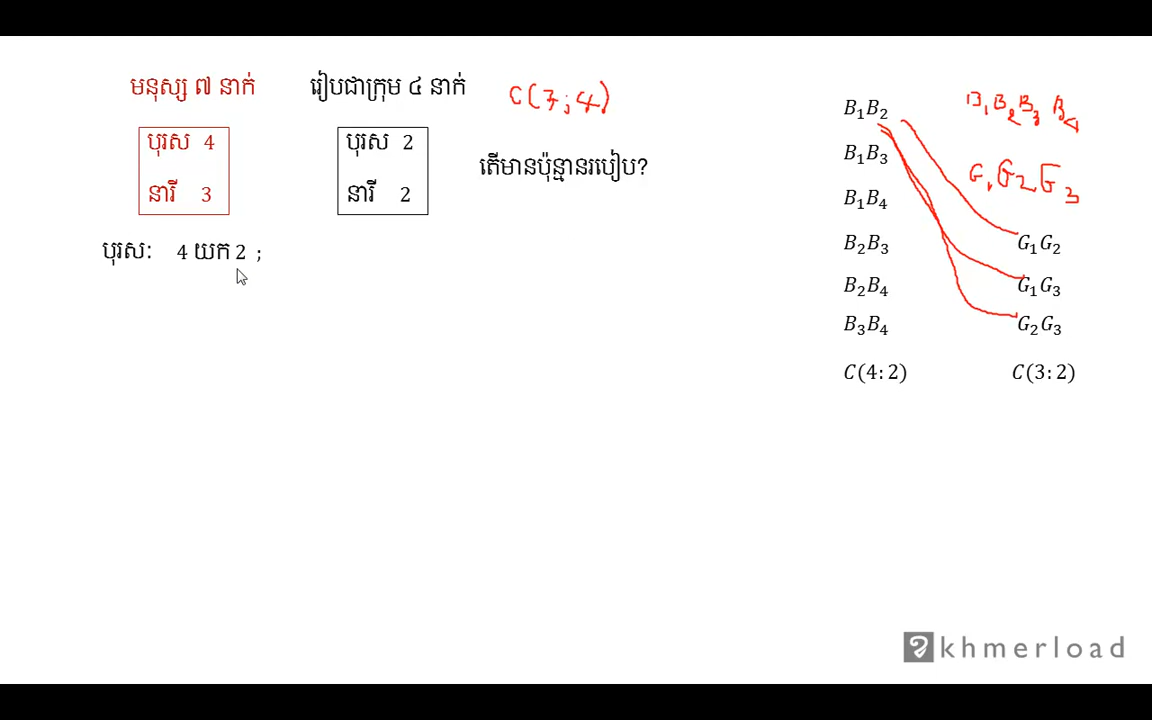 មនុស្ស ៧ នាក់
បុរស 4
នារី 3
រៀបជាក្រុម ៤ នាក់
បុរស 2
នារី 2
C(7;4)
តើមានប៉ុន្មានរបៀប?
បុរសៈ 4 យក 2 ;
B₁B₂
B₁B₃
B₁B₄
B₂B₃
B₂B₄
B₃B₄
C(4:2)
B₁B₂B₃B₄
G₁G₂G₃
G₁G₂
G₁G₃
G₂G₃
C(3:2)
khmerload